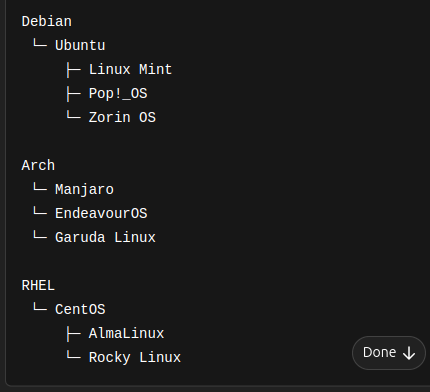 Debian
 └─ Ubuntu
     ├─ Linux Mint
     ├─ Pop!_OS
     └─ Zorin OS
Arch
 └─ Manjaro
 └─ EndeavourOS
 └─ Garuda Linux
RHEL
 └─ CentOS
     ├─ AlmaLinux
     └─ Rocky Linux
Done ↓